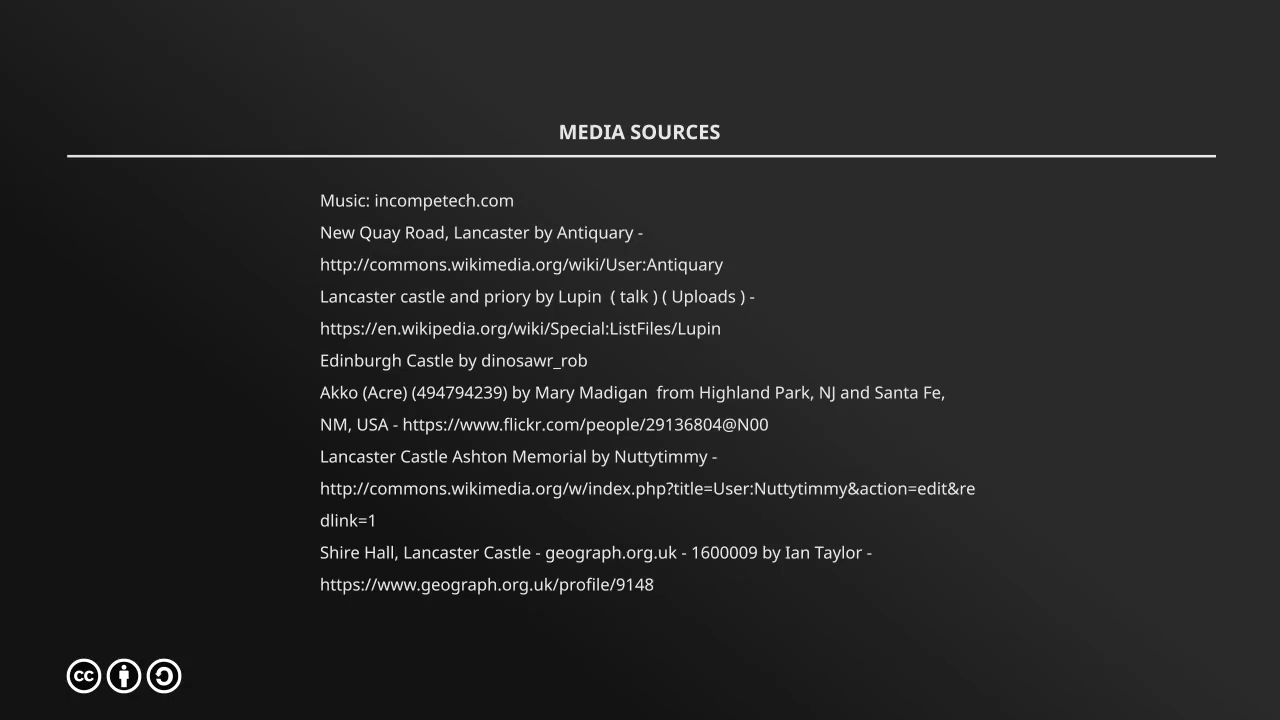 MEDIA SOURCES
Music: incompetech.com
New Quay Road, Lancaster by Antiquary -
http://commons.wikimedia.org/wiki/User:Antiquary
Lancaster castle and priory by Lupin  ( talk ) ( Uploads ) -
https://en.wikipedia.org/wiki/Special:ListFiles/Lupin
Edinburgh Castle by dinosawr_rob
Akko (Acre) (494794239) by Mary Madigan  from Highland Park, NJ and Santa Fe,
NM, USA - https://www.flickr.com/people/29136804@N00
Lancaster Castle Ashton Memorial by Nuttytimmy -
http://commons.wikimedia.org/w/index.php?title=User:Nuttytimmy&action=edit&re
dlink=1
Shire Hall, Lancaster Castle - geograph.org.uk - 1600009 by Ian Taylor -
https://www.geograph.org.uk/profile/9148
cc